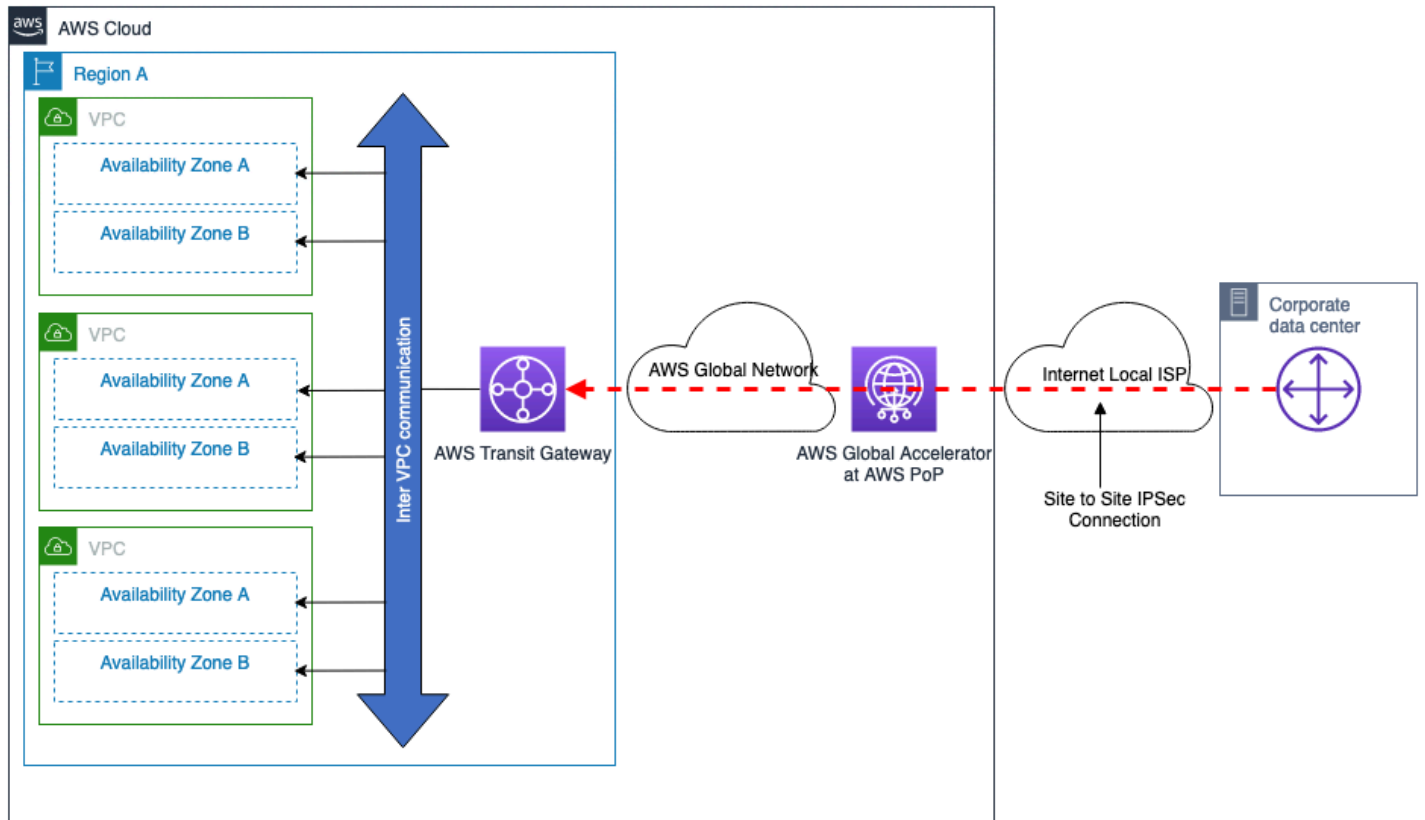 aws
AWS Cloud
Region A
VPC
Availability Zone A
Availability Zone B
VPC
Availability Zone A
Availability Zone B
VPC
Availability Zone A
Availability Zone B
Inter VPC communication
AWS Transit Gateway
AWS Global Network
AWS Global Accelerator
at AWS PoP
Internet Local ISP
Site to Site IPSec
Connection
Corporate
data center